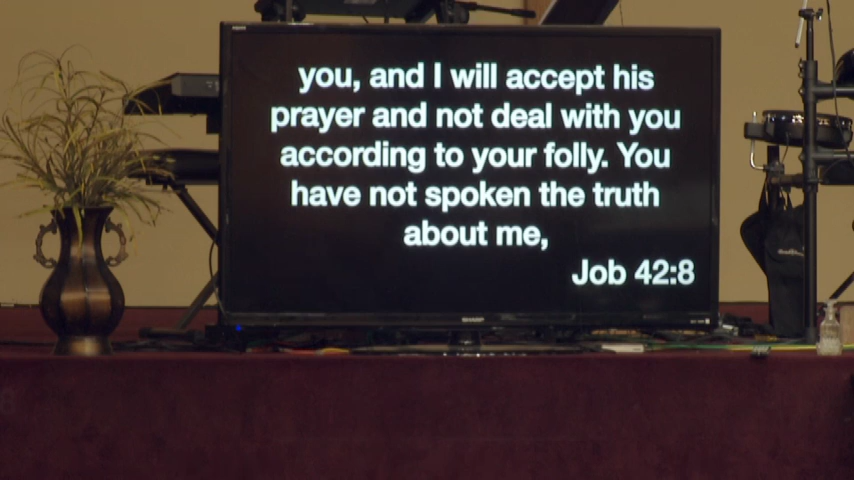 you, and I will accept his
prayer and not deal with you
according to your folly. You
have not spoken the truth
about me,
Job 42:8
SHARP